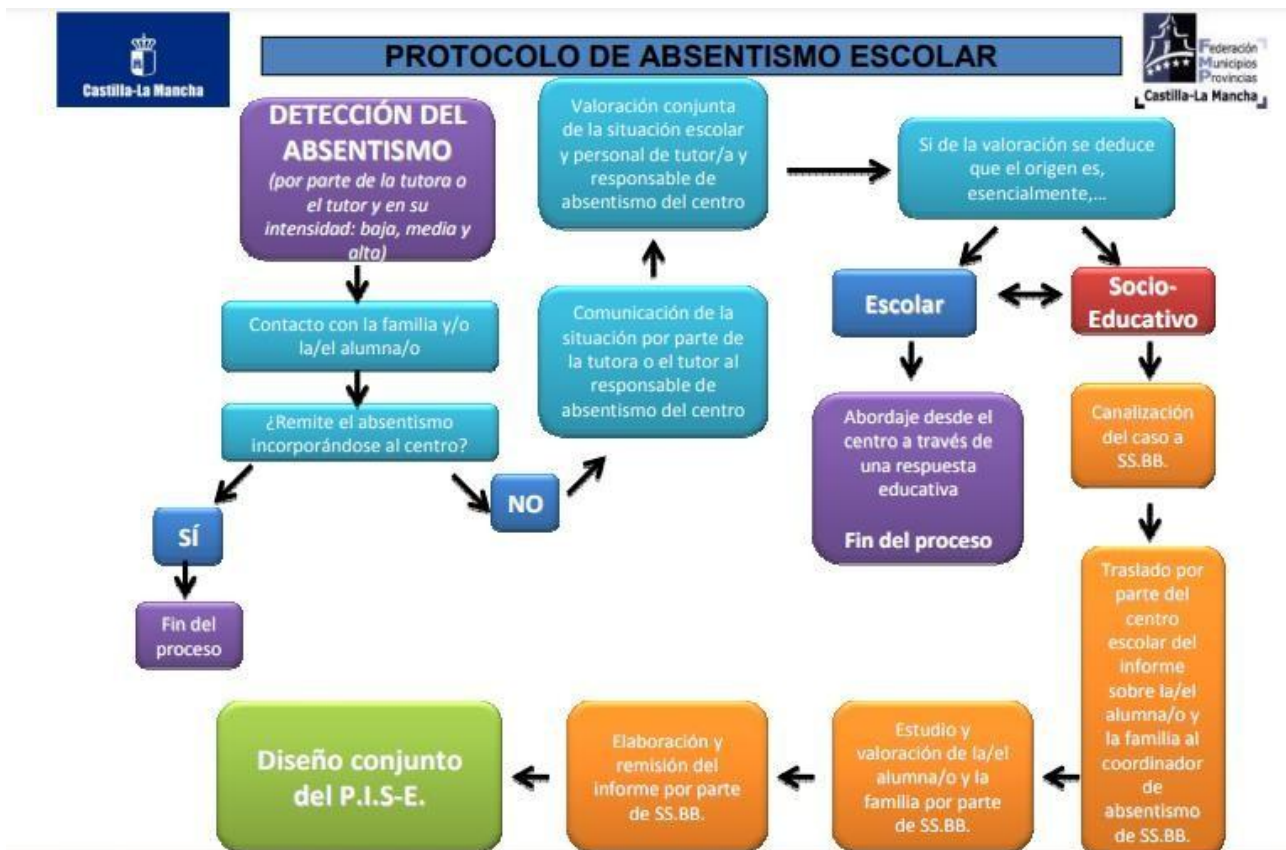 Castilla-La Mancha
PROTOCOLO DE ABSENTISMO ESCOLAR
Federación
Municipios
Provincias
Castilla-La Mancha
DETECCIÓN DEL
ABSENTISMO
(por parte de la tutora o
el tutor y en su
intensidad: baja, media y
alta)
Contacto con la familia y/o
la/el alumna/o
¿Remite el absentismo
incorporándose al centro?
SÍ
Fin del
proceso
NO
Comunicación de la
situación por parte de
la tutora o el tutor al
responsable de
absentismo del centro
Valoración conjunta
de la situación escolar
y personal de tutor/a y
responsable de
absentismo del centro
Si de la valoración se deduce
que el origen es,
esencialmente,...
Escolar
Abordaje desde el
centro a través de
una respuesta
educativa
Fin del proceso
Socio-
Educativo
Canalización
del caso a
SS.BB.
Traslado por
parte del
centro
escolar del
informe
sobre la/el
alumna/o y
la familia al
coordinador
de
absentismo
de SS.BB.
Estudio y
valoración de la/el
alumna/o y la
familia por parte
de SS.BB.
Elaboración y
remisión del
informe por parte
de SS.BB.
Diseño conjunto
del P.I.S-E.